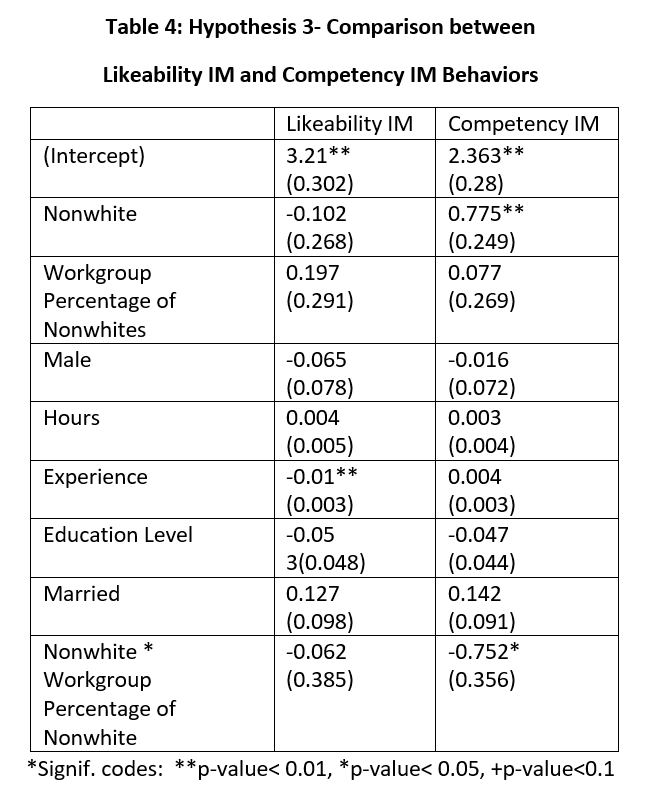 Table 4: Hypothesis 3- Comparison between
Likeability IM and Competency IM Behaviors
Likeability IM Competency IM
(Intercept) 3.21** 2.363**
(0.302) (0.28)
Nonwhite -0.102 0.775**
(0.268) (0.249)
Workgroup 0.197 0.077
Percentage of (0.291) (0.269)
Nonwhites
Male -0.065 -0.016
(0.078) (0.072)
Hours 0.004 0.003
(0.005) (0.004)
Experience -0.01** 0.004
(0.003) (0.003)
Education Level -0.05 -0.047
3(0.048) (0.044)
Married 0.127 0.142
(0.098) (0.091)
Nonwhite * -0.062 -0.752*
Workgroup (0.385) (0.356)
Percentage of
Nonwhite
*Signif. codes: **p-value< 0.01, *p-value< 0.05, +p-value<0.1